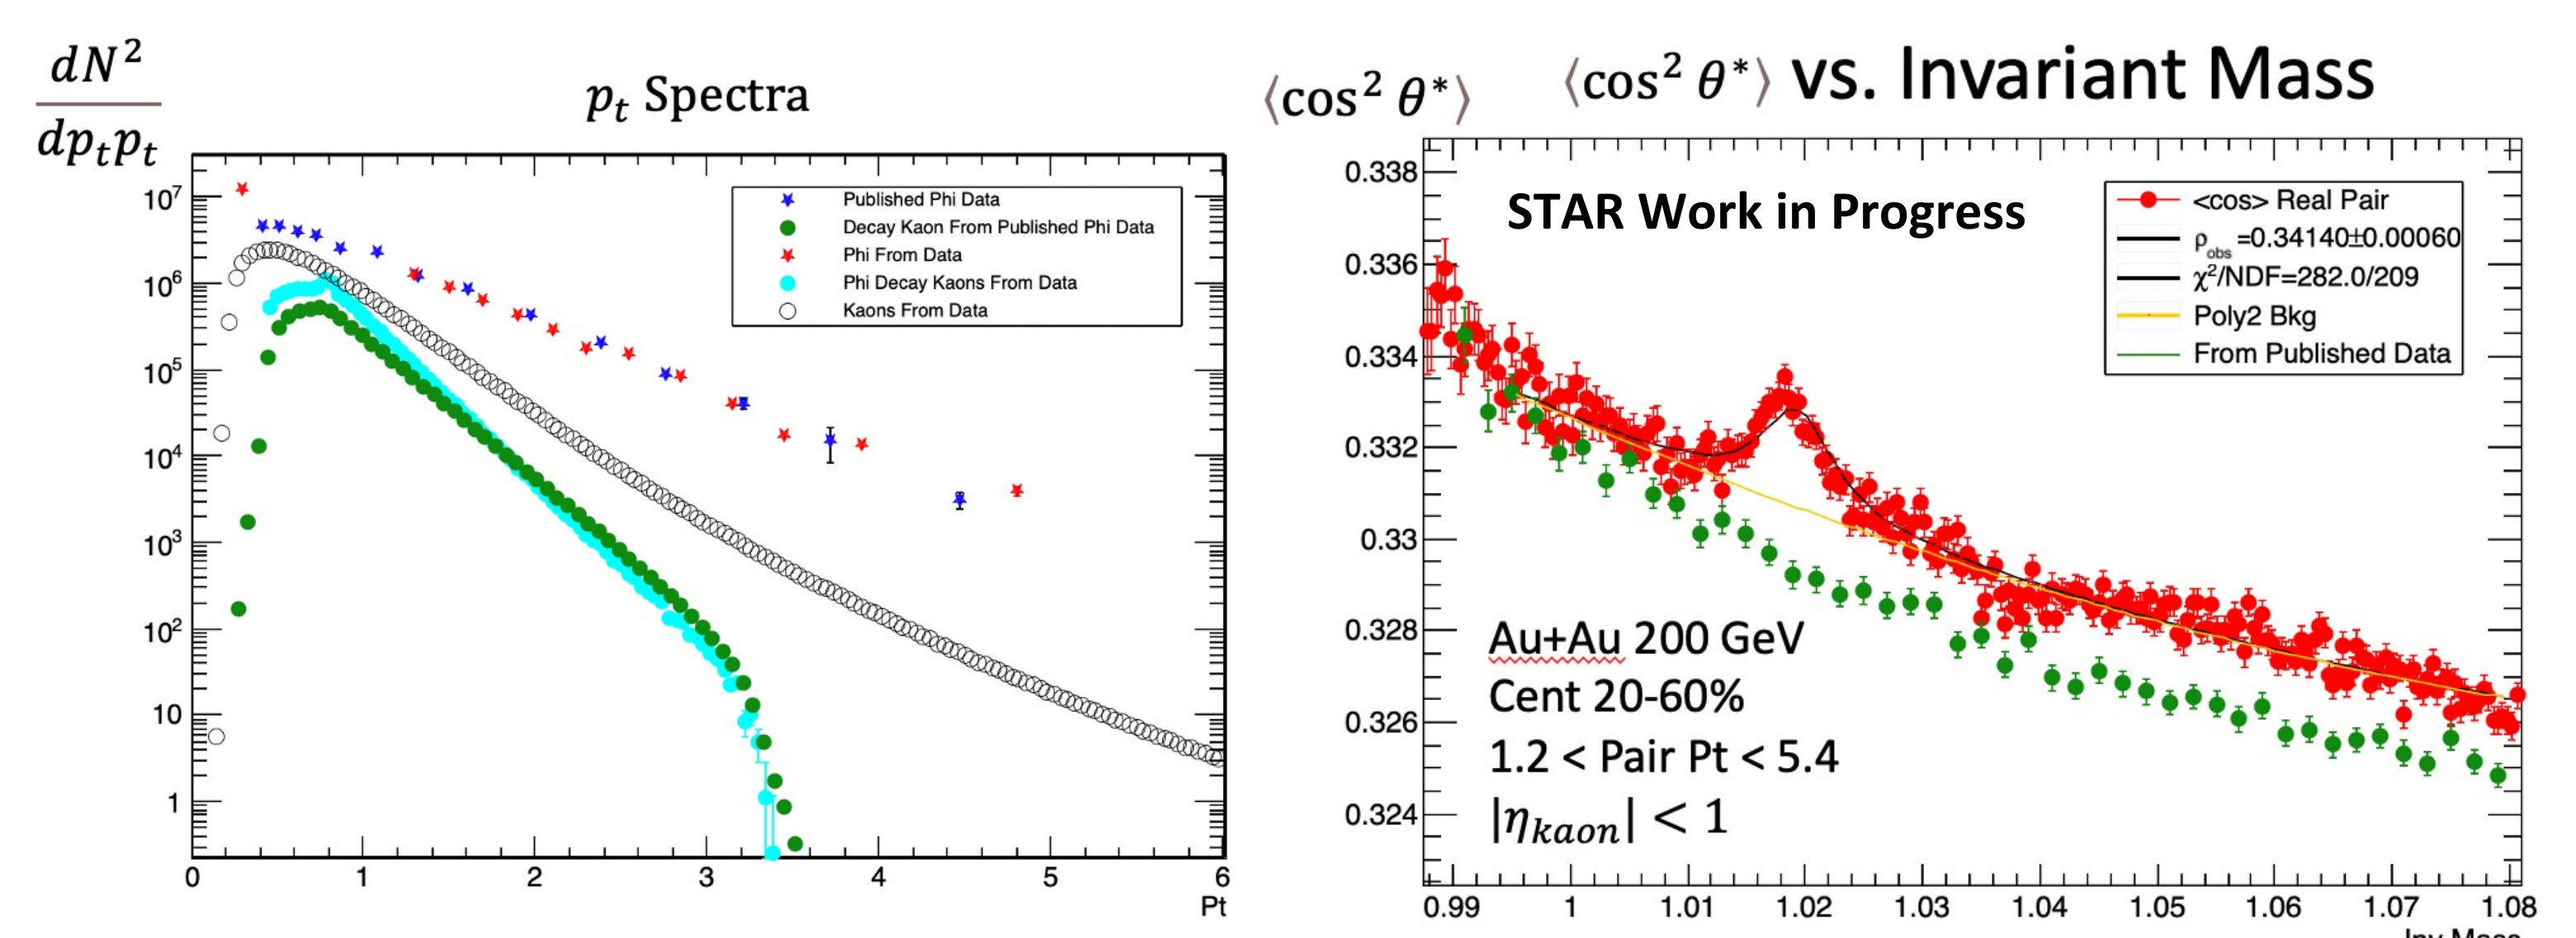 dN²
dpₜpₜ
pₜ Spectra
Published Phi Data
Decay Kaon From Published Phi Data
Phi From Data
Phi Decay Kaons From Data
Kaons From Data
10⁷
10⁶
10⁵
10⁴
10³
10²
10
1
0 1 2 3 4 5 6
Pt
⟨cos² θ*⟩
⟨cos² θ*⟩ vs. Invariant Mass
STAR Work in Progress
<cos> Real Pair
ρobs =0.34140±0.00060
χ²/NDF=282.0/209
Poly2 Bkg
From Published Data
0.338
0.336
0.334
0.332
0.33
0.328
0.326
0.324
Au+Au 200 GeV
Cent 20-60%
1.2 < Pair Pt < 5.4
|ηkaon| < 1
0.99 1 1.01 1.02 1.03 1.04 1.05 1.06 1.07 1.08
Inv Mass